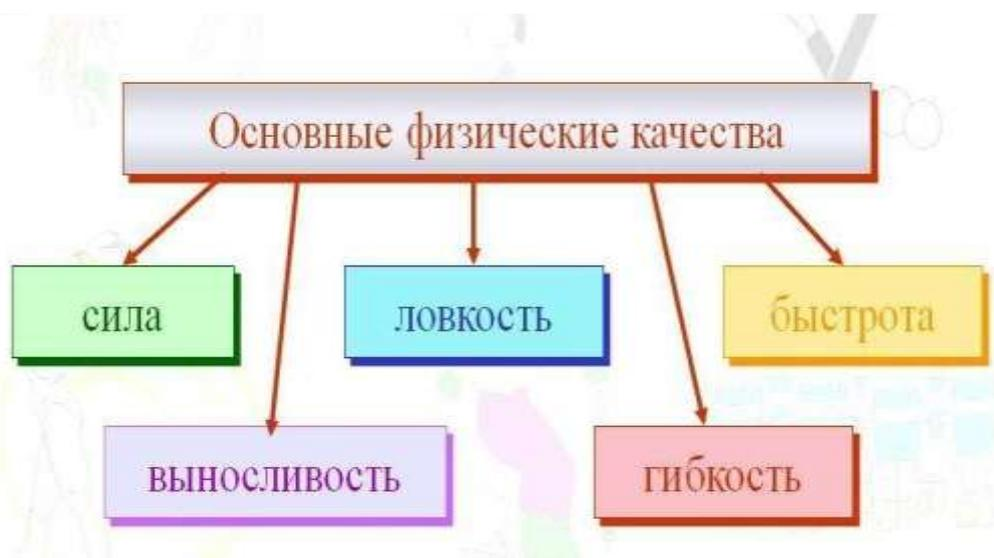 Основные физические качества
сила
ловкость
быстрота
выносливость
гибкость